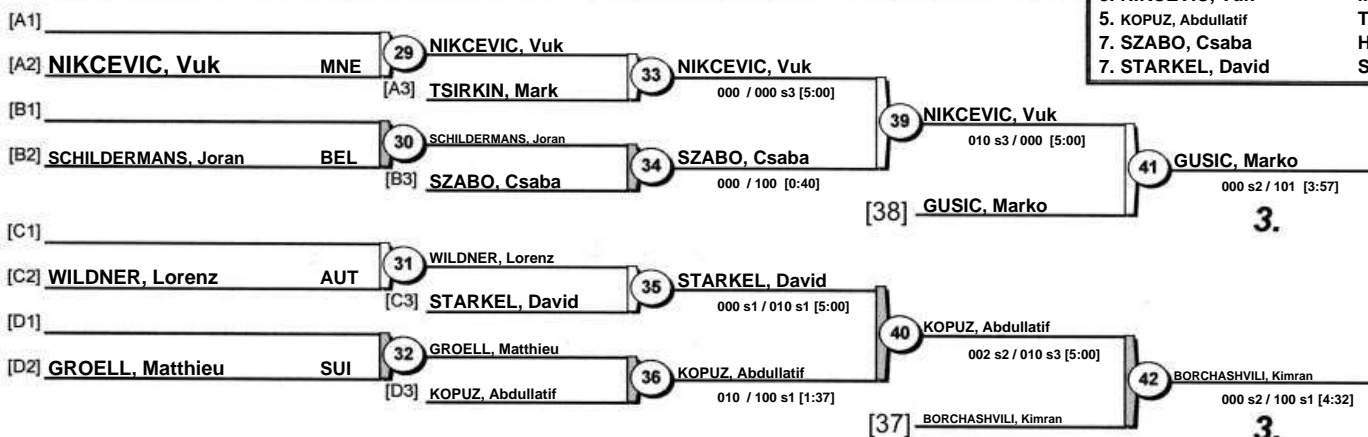 5. KOPUZ, Abdullatif T
7. SZABO, Csaba H
7. STARKEL, David S
[A1]
[A2] NIKCEVIC, Vuk MNE
29
NIKCEVIC, Vuk
[A3] TSIRKIN, Mark
33
NIKCEVIC, Vuk
000 / 000 s3 [5:00]
[B1]
[B2] SCHILDERMANS, Joran BEL
30
SCHILDERMANS, Joran
[B3] SZABO, Csaba
34
SZABO, Csaba
000 / 100 [0:40]
39
NIKCEVIC, Vuk
010 s3 / 000 [5:00]
[38] GUSIC, Marko
41
GUSIC, Marko
000 s2 / 101 [3:57]
3.
[C1]
[C2] WILDNER, Lorenz AUT
31
WILDNER, Lorenz
[C3] STARKEL, David
35
STARKEL, David
000 s1 / 010 s1 [5:00]
[D1]
[D2] GROELL, Matthieu SUI
32
GROELL, Matthieu
[D3] KOPUZ, Abdullatif
36
KOPUZ, Abdullatif
010 / 100 s1 [1:37]
40
KOPUZ, Abdullatif
002 s2 / 010 s3 [5:00]
[37] BORCHASHVILI, Kimran
42
BORCHASHVILI, Kimran
000 s2 / 100 s1 [4:32]
3.